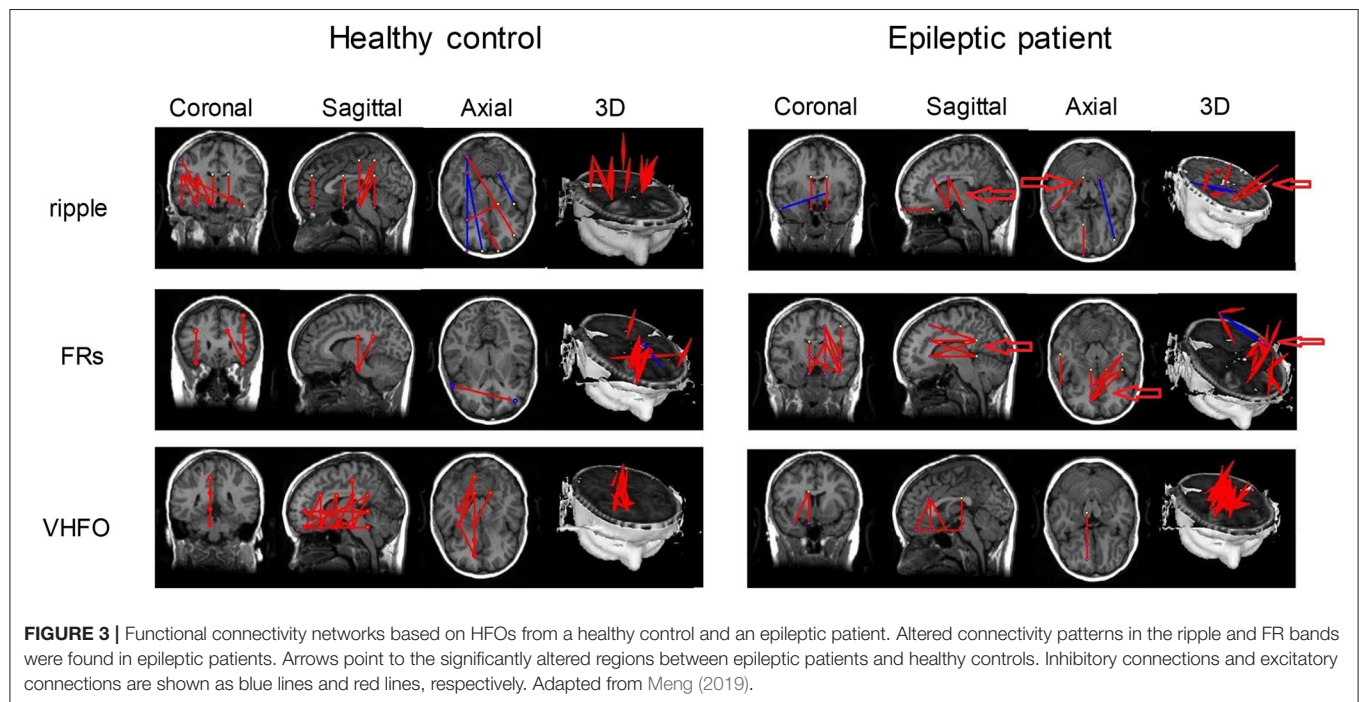 Healthy control
Epileptic patient
Coronal Sagittal Axial 3D
Coronal Sagittal Axial 3D
ripple
FRs
VHFO
FIGURE 3 | Functional connectivity networks based on HFOs from a healthy control and an epileptic patient. Altered connectivity patterns in the ripple and FR bands
were found in epileptic patients. Arrows point to the significantly altered regions between epileptic patients and healthy controls. Inhibitory connections and excitatory
connections are shown as blue lines and red lines, respectively. Adapted from Meng (2019).